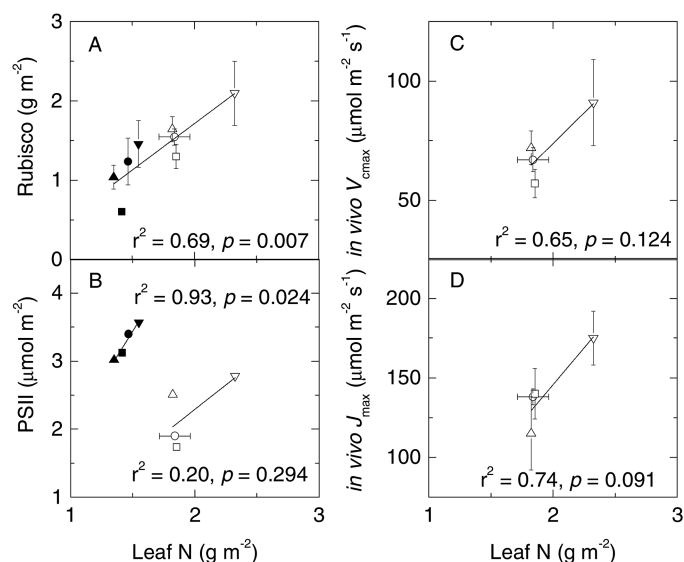 A
Rubisco (g m-2)
3
2
1
0
r2 = 0.69, p = 0.007
B
r2 = 0.93, p = 0.024
PSII (μmol m-2)
4
3
2
1
r2 = 0.20, p = 0.294
1 2 3
Leaf N (g m-2)
C
in vivo Vcmax (μmol m-2 s-1)
100
50
r2 = 0.65, p = 0.124
D
in vivo Jmax (μmol m-2 s-1)
200
150
100
r2 = 0.74, p = 0.091
1 2 3
Leaf N (g m-2)